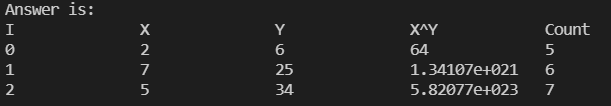 Answer is:
I X Y X^Y Count
0 2 6 64 5
1 7 25 1.34107e+021 6
2 5 34 5.82077e+023 7